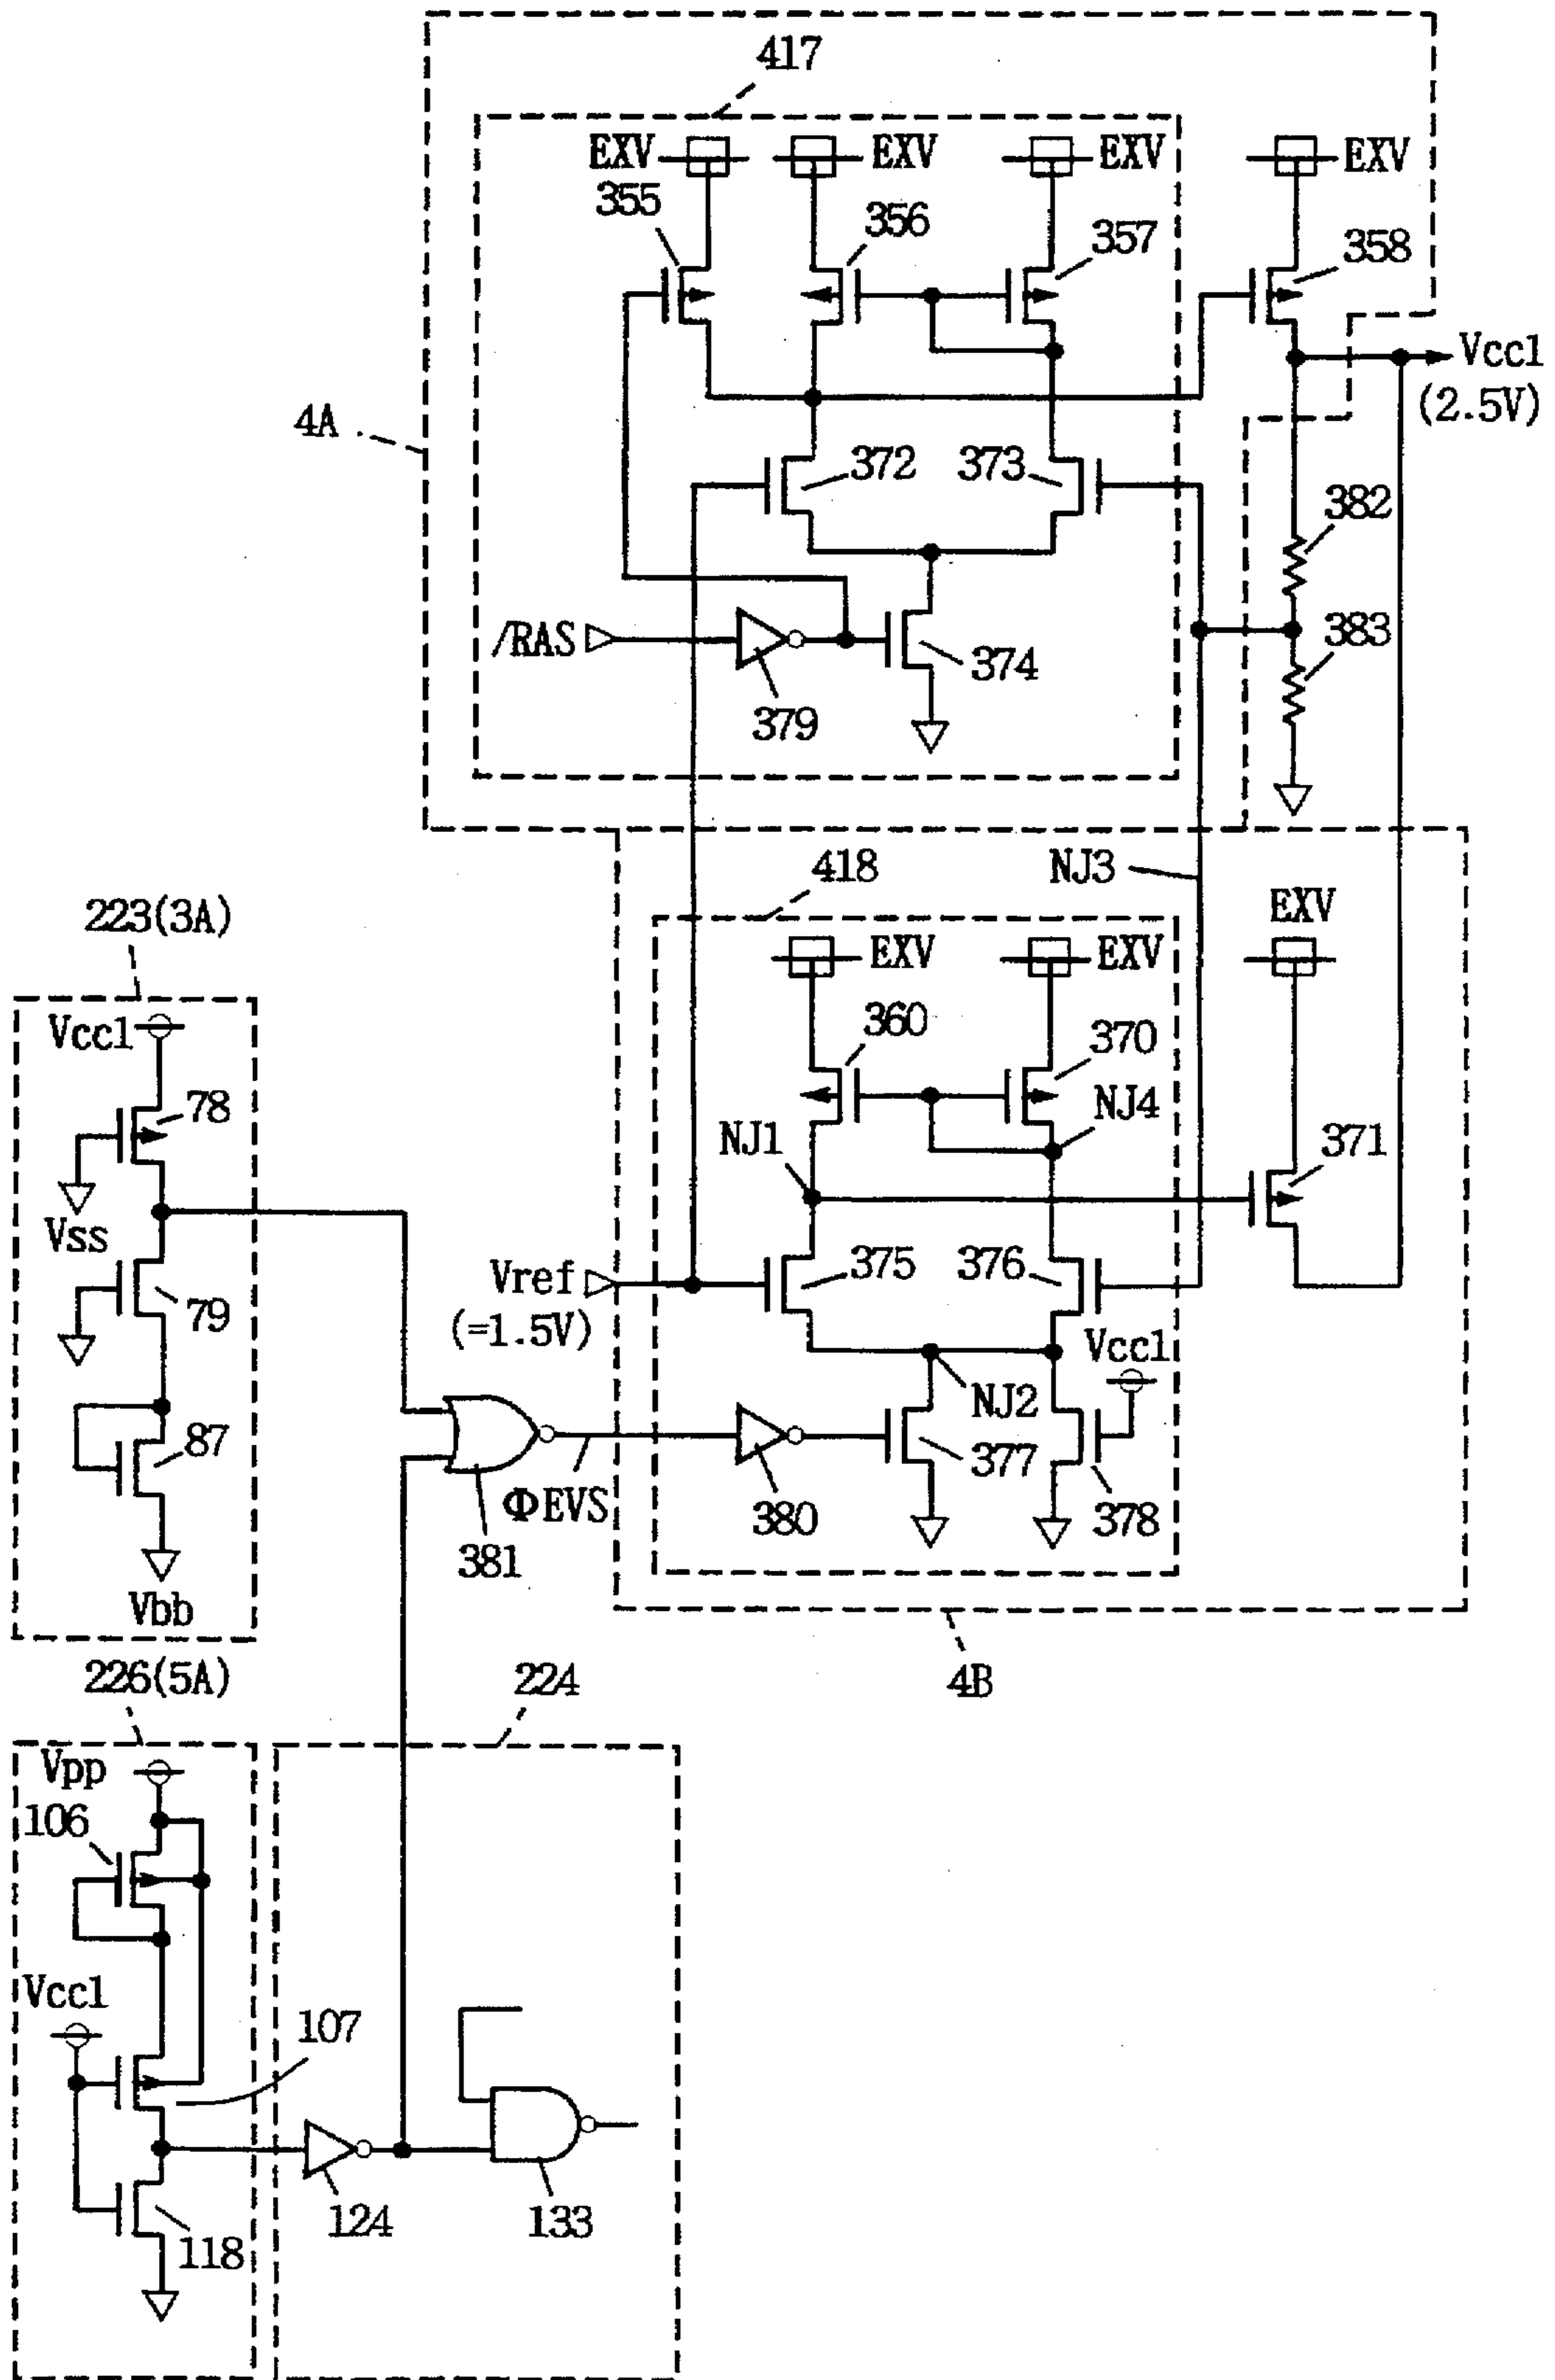 417
EXV
EXV
EXV
EXV
355
356
357
358
Vcc1
(2.5V)
4A
372
373
382
/RAS
383
374
379
418
NJ3
223(3A)
EXV
EXV
EXV
Vcc1
360
370
78
NJ4
NJ1
371
Vss
Vref
375
376
79
(=1.5V)
Vcc1
NJ2
87
377
ΦEVS
380
378
381
Vbb
226(5A)
224
4B
Vpp
106
Vcc1
107
124
133
118